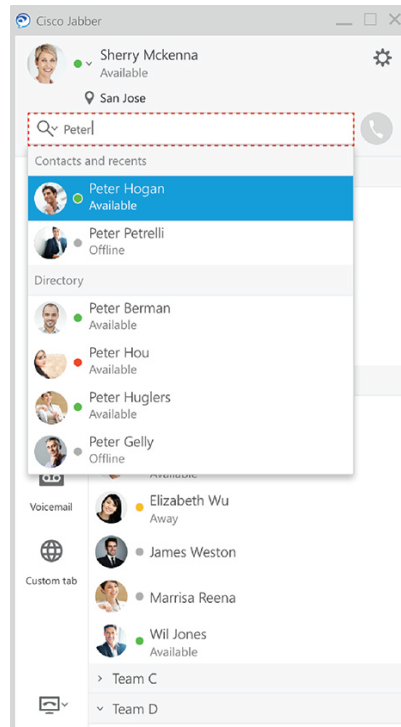 Cisco Jabber
Sherry Mckenna
Available
San Jose
Peter
Contacts and recents
Peter Hogan
Available
Peter Petrelli
Offline
Directory
Peter Berman
Available
Peter Hou
Available
Peter Huglers
Available
Peter Gelly
Offline
Available
Voicemail
Elizabeth Wu
Away
James Weston
Custom tab
Marrisa Reena
Wil Jones
Available
Team C
Team D